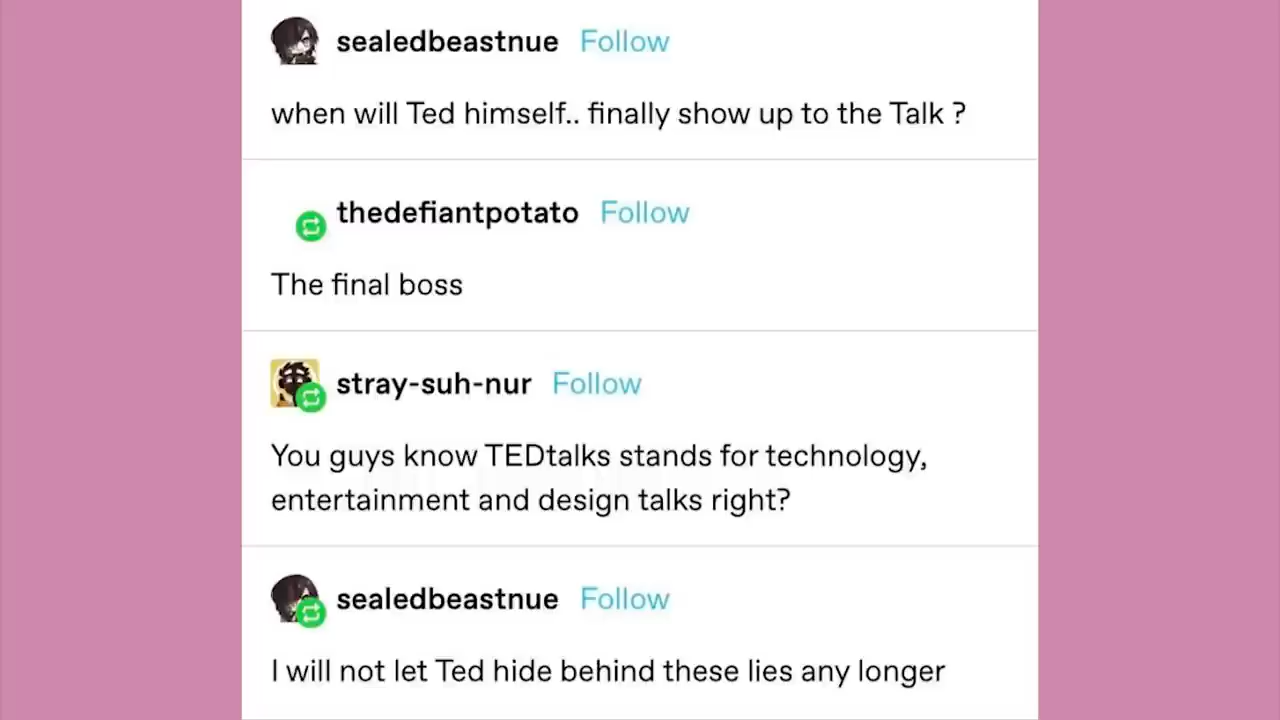 sealedbeastnue Follow
when will Ted himself.. finally show up to the Talk ?
thedefiantpotato Follow
The final boss
stray-suh-nur Follow
You guys know TEDtalks stands for technology,
entertainment and design talks right?
sealedbeastnue Follow
I will not let Ted hide behind these lies any longer